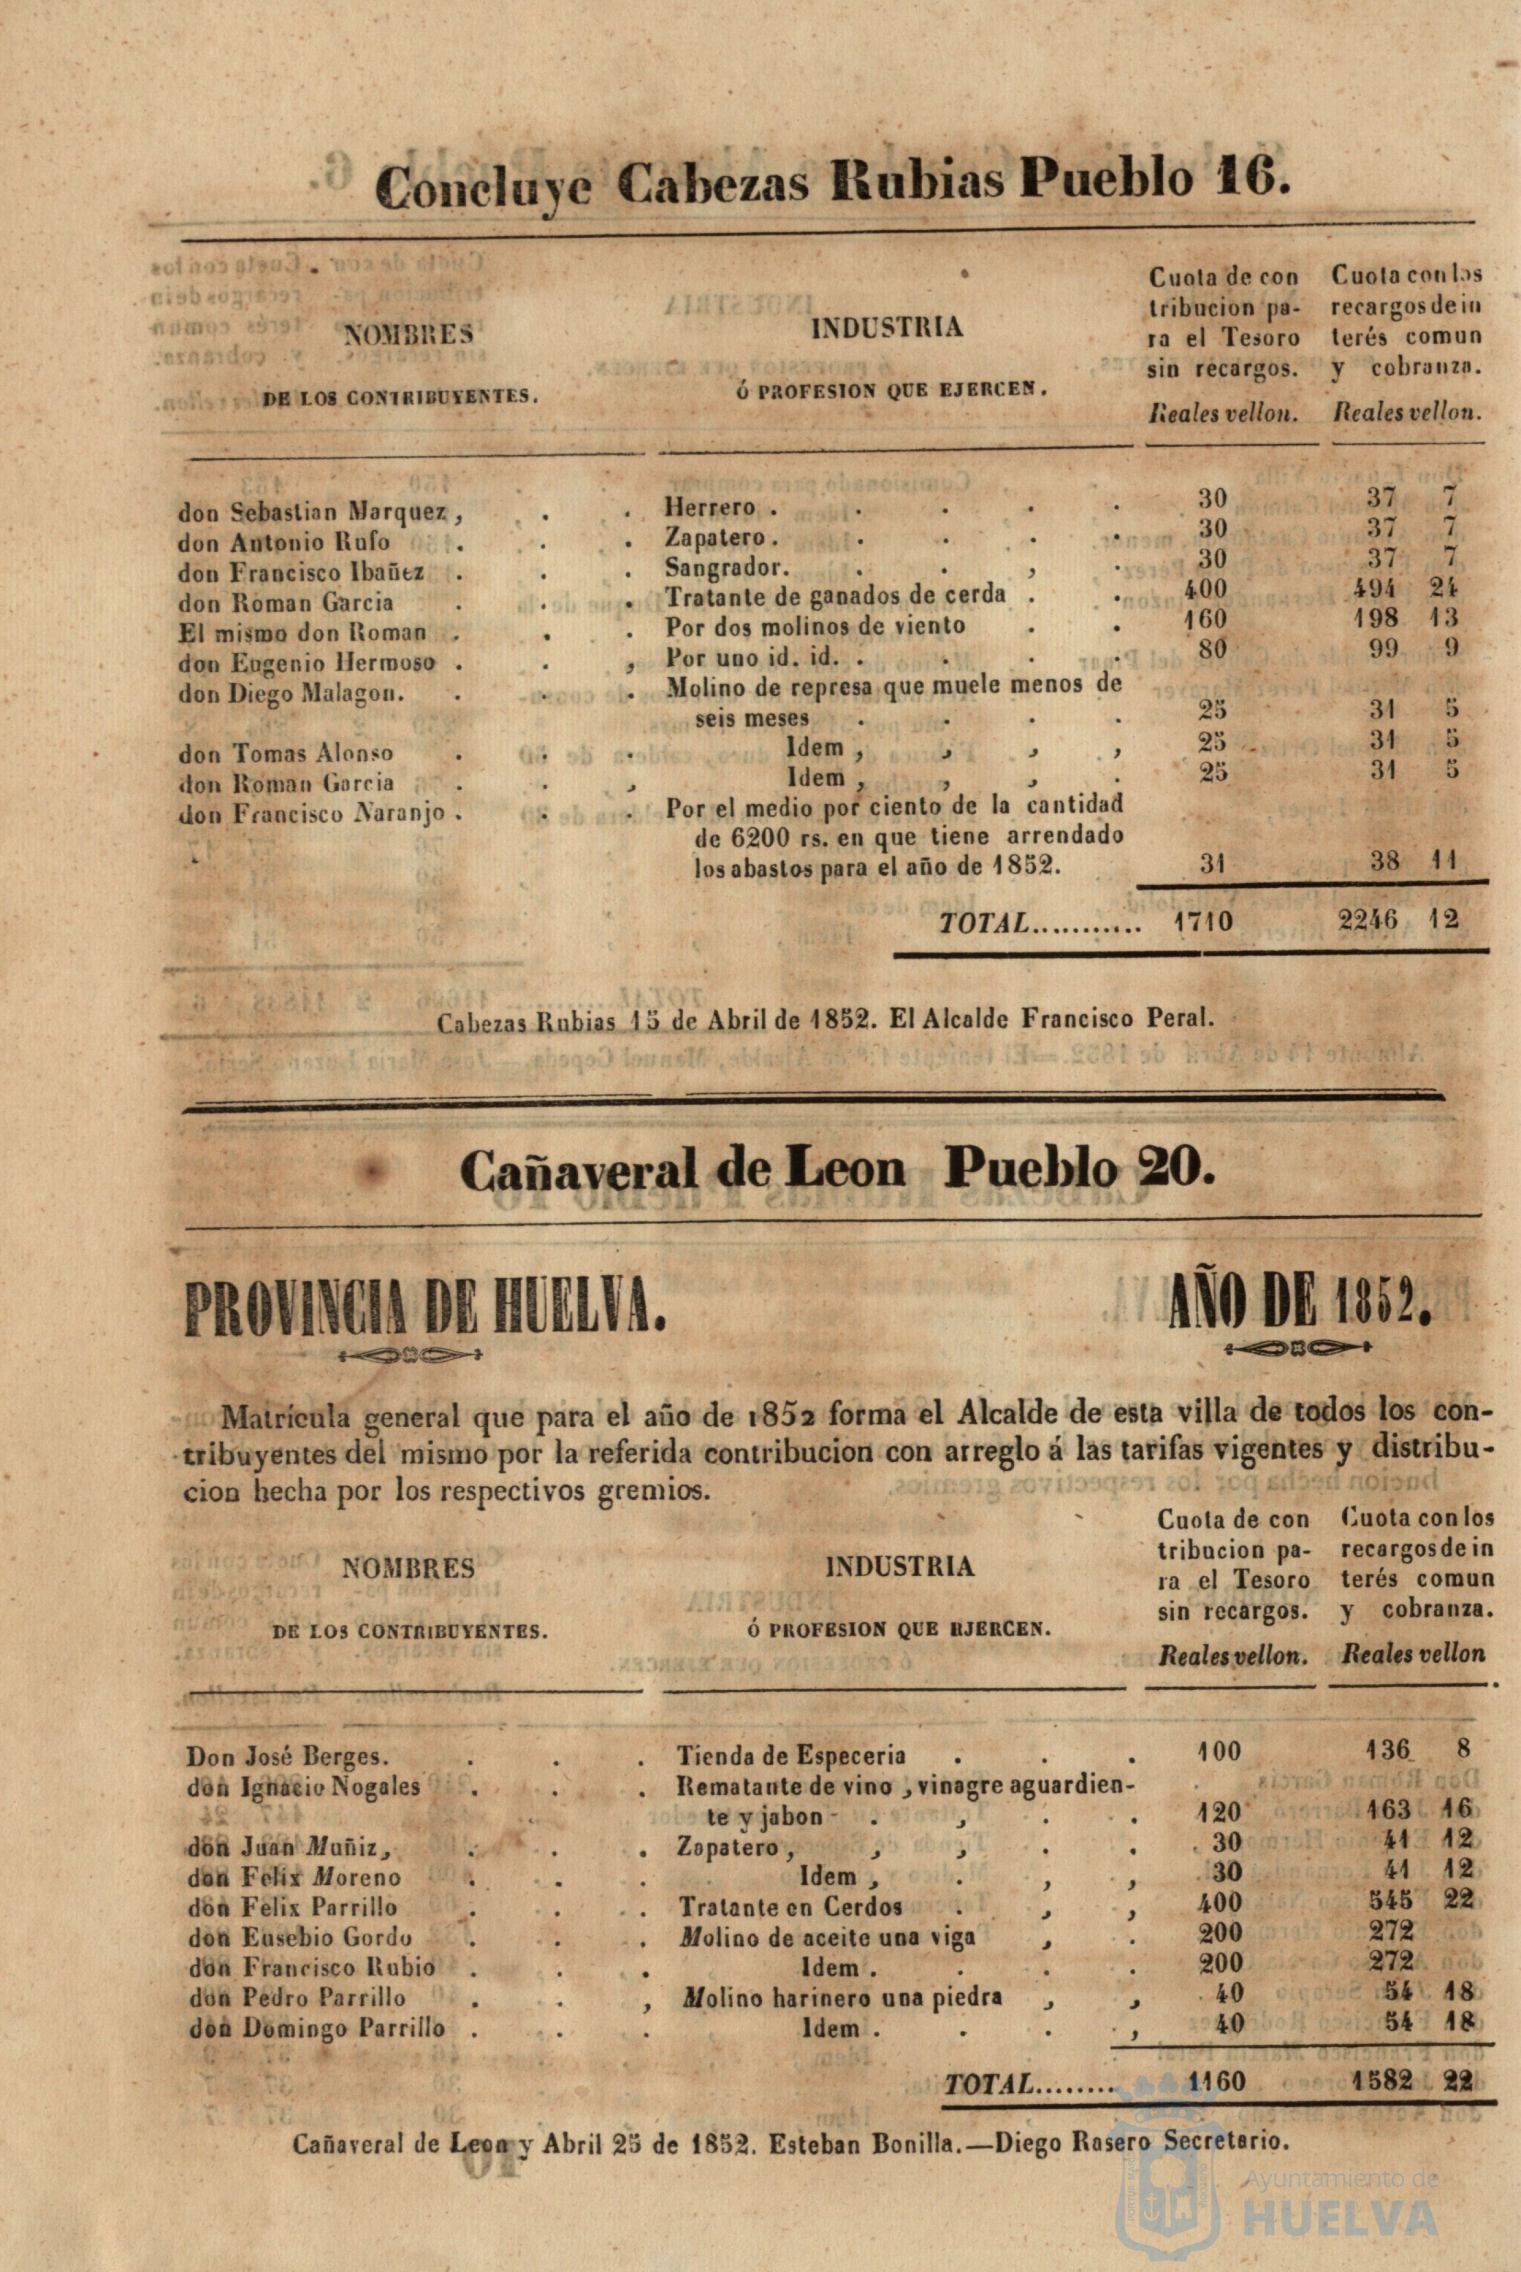 Concluye Cabezas Rubias Pueblo 16.
NOMBRES
DE LOS CONTRIBUYENTES.
INDUSTRIA
Ó PROFESION QUE EJERCEN.
Cuota de con
tribucion pa-
ra el Tesoro
sin recargos.
Reales vellon.
Cuota con los
recargos de in
terés comun
y cobranza.
Reales vellon.
don Sebastian Marquez, . . Herrero . . . . . 30 37 7
don Antonio Rufo . . . Zapatero . . . . . 30 37 7
don Francisco Ibañez . . . Sangrador. . . , . 30 37 7
don Roman Garcia . . . Tratante de ganados de cerda . . 400 494 24
El mismo don Roman . . . Por dos molinos de viento . . 160 198 13
don Eugenio Hermoso . . , Por uno id. id. . . . . 80 99 9
don Diego Malagon. . . . Molino de represa que muele menos de
seis meses . . . . 25 31 5
don Tomas Alonso . . . Idem , , , , 25 31 5
don Roman Garcia . . , Idem , , , . 25 31 5
don Francisco Naranjo . . . Por el medio por ciento de la cantidad
de 6200 rs. en que tiene arrendado
los abastos para el año de 1852. 31 38 11
TOTAL........... 1710 2246 12
Cabezas Rubias 15 de Abril de 1852. El Alcalde Francisco Peral.
Cañaveral de Leon Pueblo 20.
PROVINCIA DE HUELVA. AÑO DE 1852.
Matrícula general que para el año de 1852 forma el Alcalde de esta villa de todos los con-
tribuyentes del mismo por la referida contribucion con arreglo á las tarifas vigentes y distribu-
cion hecha por los respectivos gremios.
NOMBRES
DE LOS CONTRIBUYENTES.
INDUSTRIA
Ó PROFESION QUE RJERCEN.
Cuota de con
tribucion pa-
ra el Tesoro
sin recargos.
Reales vellon.
Cuota con los
recargos de in
terés comun
y cobranza.
Reales vellon.
Don José Berges. . . . Tienda de Especeria . . . 100 136 8
don Ignacio Nogales . . . Rematante de vino, vinagre aguardien-
te y jabon . , . . 120 163 16
don Juan Muñiz, . . . Zapatero , , , . . 30 41 12
don Felix Moreno . . . Idem , . , , 30 41 12
don Felix Parrillo . . . Tratante en Cerdos . , , 400 545 22
don Eusebio Gordo . . . Molino de aceite una viga , . 200 272
don Francisco Rubio . . . Idem . . . . 200 272
don Pedro Parrillo . . , Molino harinero una piedra , , 40 54 18
don Domingo Parrillo . . . Idem . . . , 40 54 18
TOTAL........ 1160 1582 22
Cañaveral de Leon y Abril 25 de 1852. Esteban Bonilla.—Diego Rasero Secretario.
Ayuntamiento de
HUELVA